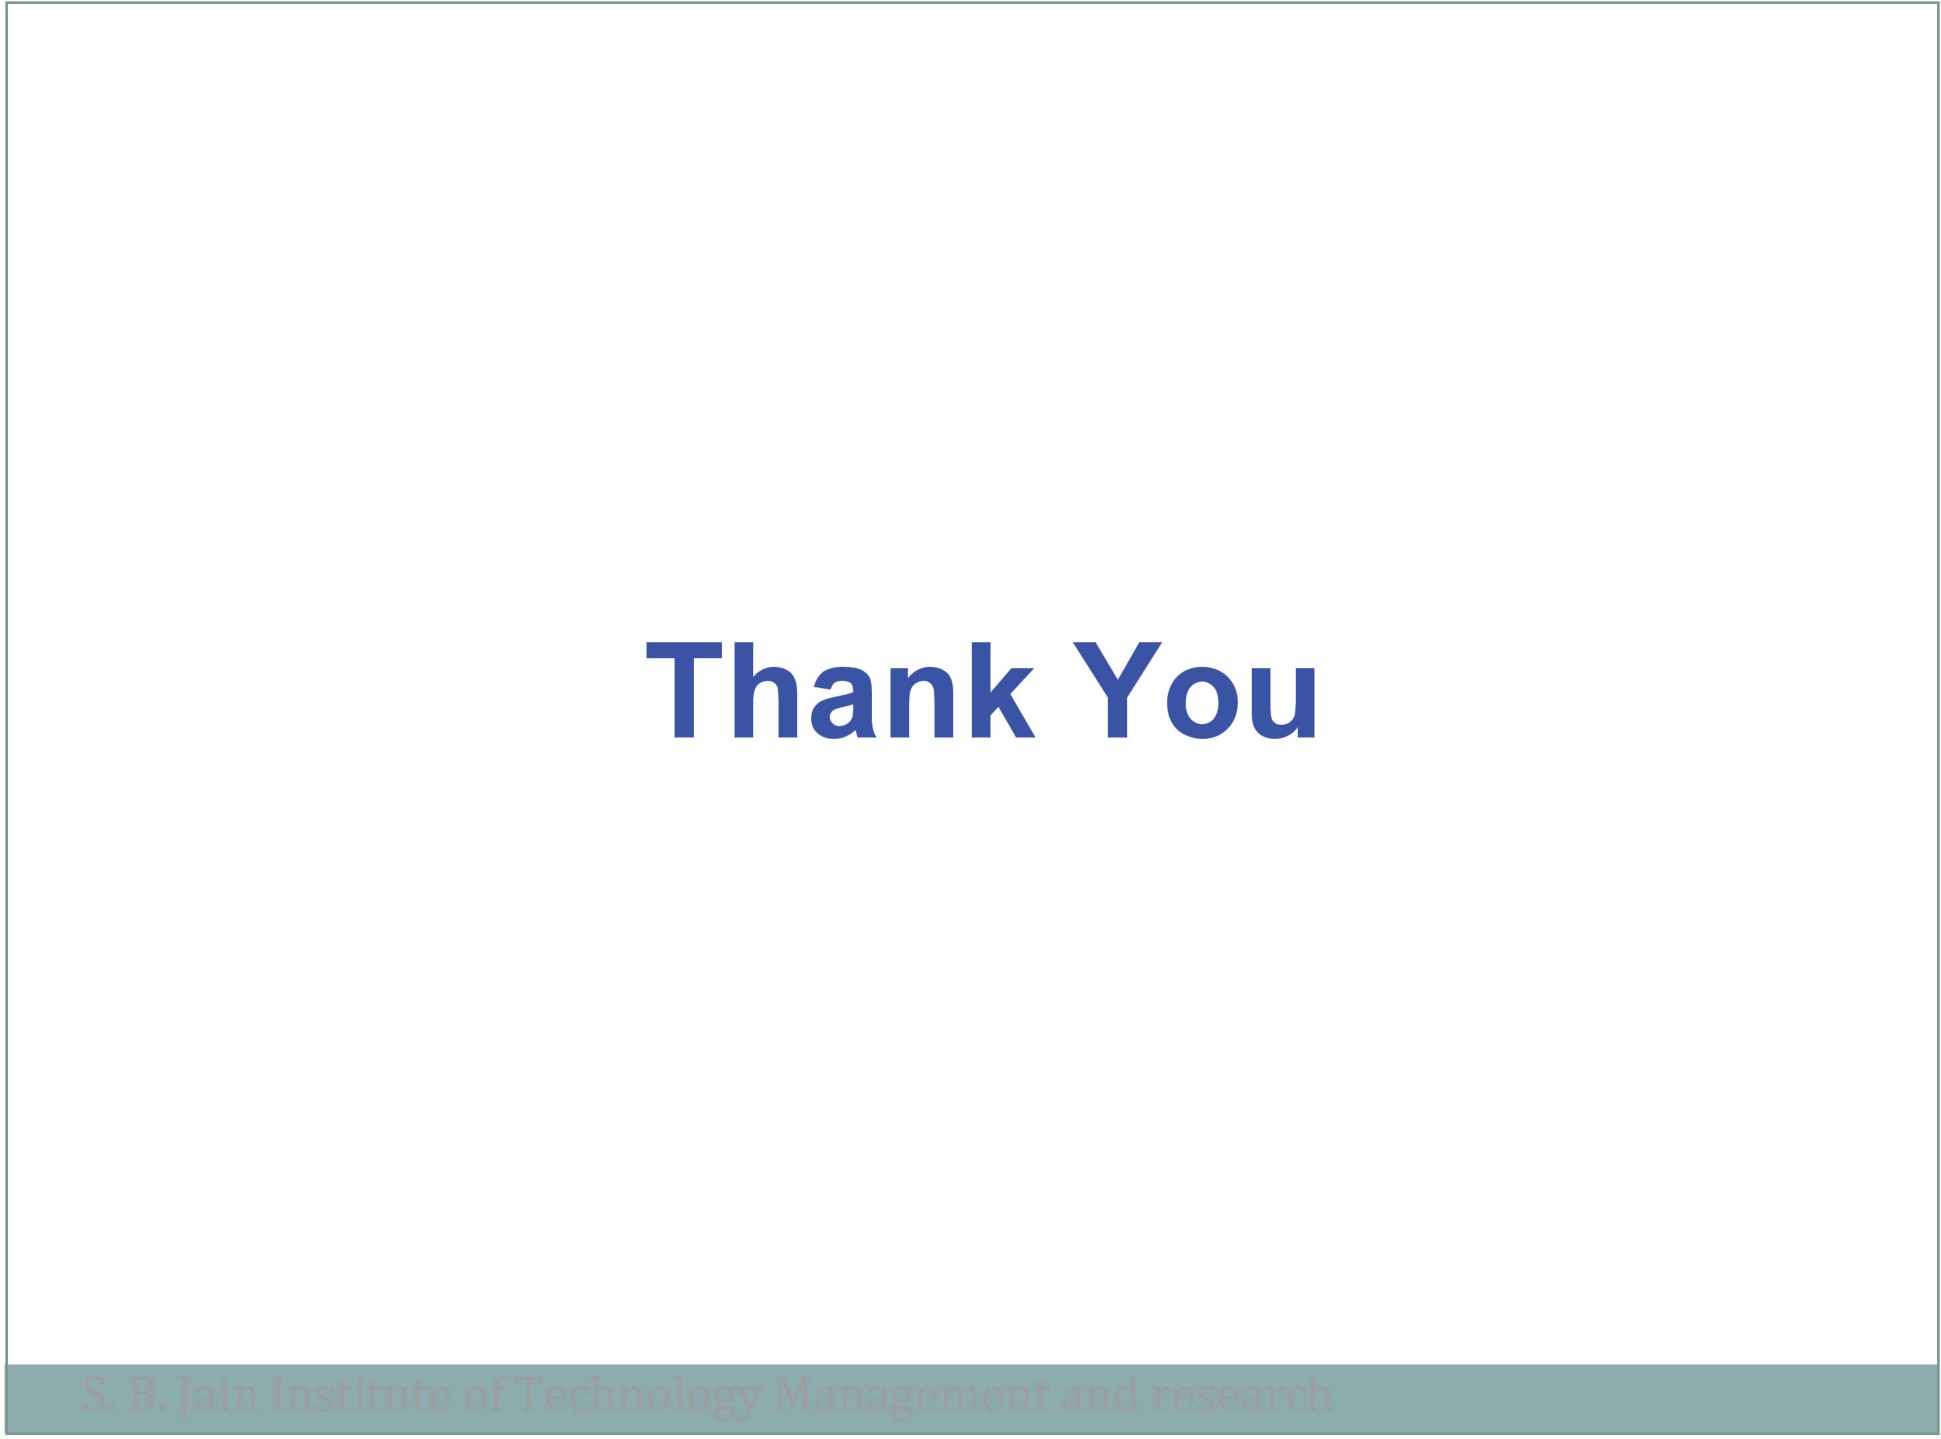 Thank You
S. B. Jain Institute of Technology Management and research